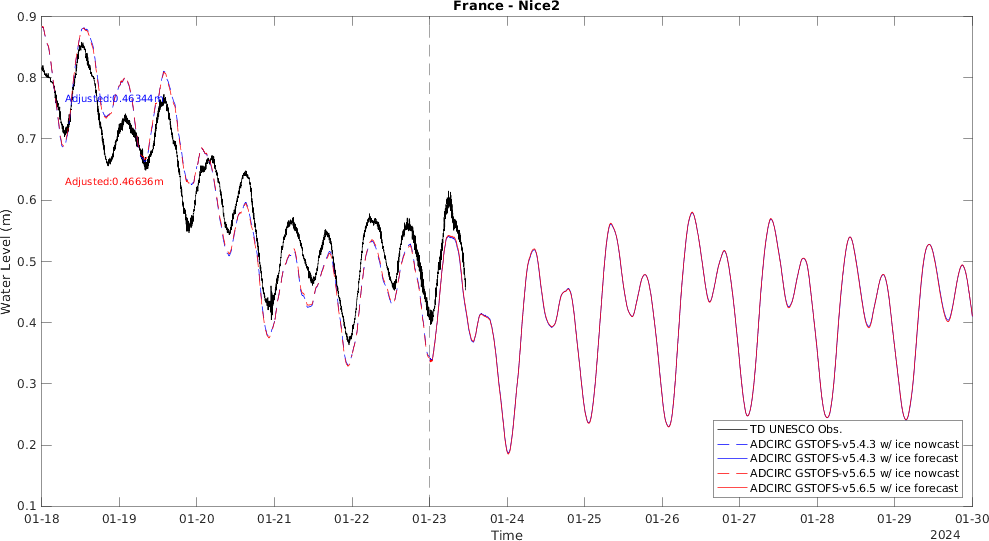 France - Nice2
0.9
0.8
0.7
0.6
0.5
0.4
0.3
0.2
0.1
Water Level (m)
Adjusted:0.46344m
Adjusted:0.46636m
TD UNESCO Obs.
ADCIRC GSTOFS-v5.4.3 w/ ice nowcast
ADCIRC GSTOFS-v5.4.3 w/ ice forecast
ADCIRC GSTOFS-v5.6.5 w/ ice nowcast
ADCIRC GSTOFS-v5.6.5 w/ ice forecast
01-18 01-19 01-20 01-21 01-22 01-23 01-24 01-25 01-26 01-27 01-28 01-29 01-30
Time
2024